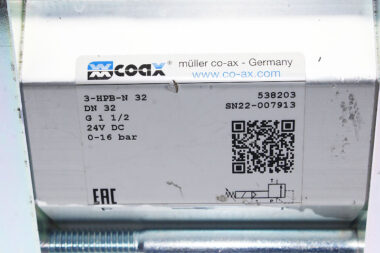 coax® müller co-ax - Germany
www.co-ax.com
3-HPB-N 32 538203
DN 32 SN22-007913
G 1 1/2
24V DC
0-16 bar
EAC